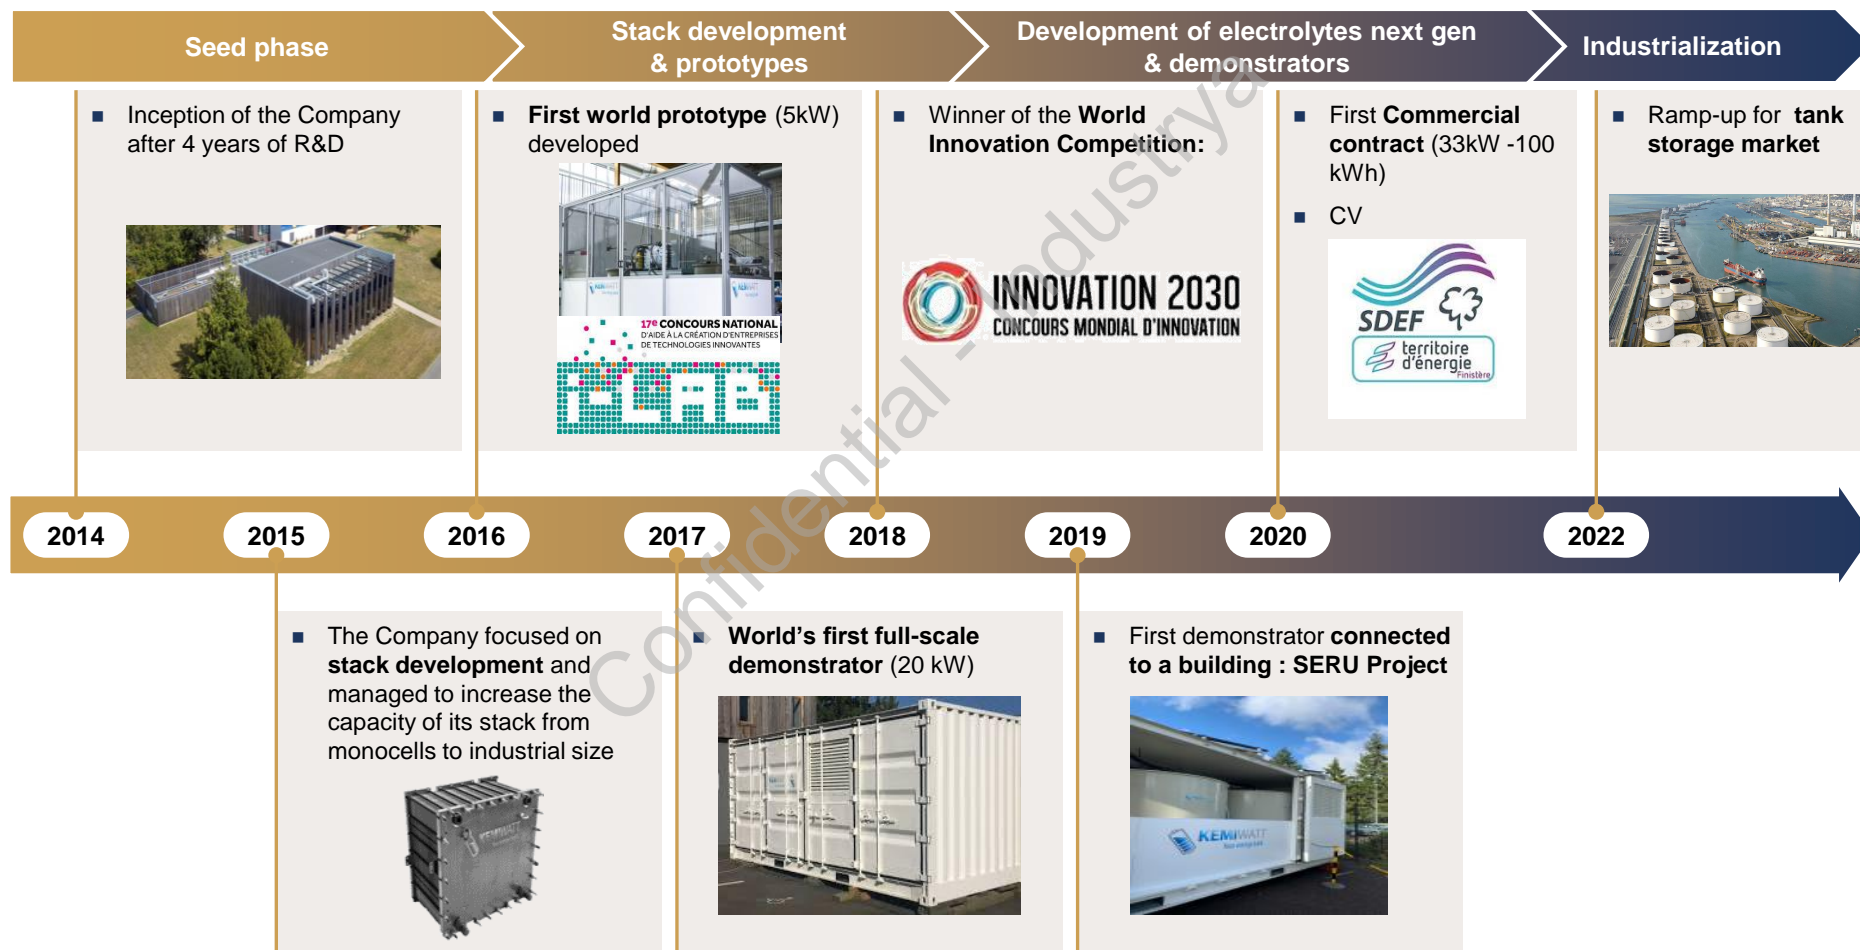 Seed phase
Stack development
& prototypes
Development of electrolytes next gen
& demonstrators
Industrialization
■ Inception of the Company
after 4 years of R&D
■ First world prototype (5kW)
developed
KEMIWATT
17e CONCOURS NATIONAL
D'AIDE À LA CRÉATION D'ENTREPRISES
DE TECHNOLOGIES INNOVANTES
i-LAB
■ Winner of the World
Innovation Competition:
INNOVATION 2030
CONCOURS MONDIAL D'INNOVATION
■ First Commercial
contract (33kW -100
kWh)
■ CV
SDEF
territoire
d'énergie
Finistère
■ Ramp-up for tank
storage market
2014
2015
2016
2017
2018
2019
2020
2022
■ The Company focused on
stack development and
managed to increase the
capacity of its stack from
monocells to industrial size
KEMIWATT
■ World's first full-scale
demonstrator (20 kW)
■ First demonstrator connected
to a building : SERU Project
KEMIWATT
Confidential - Industrya